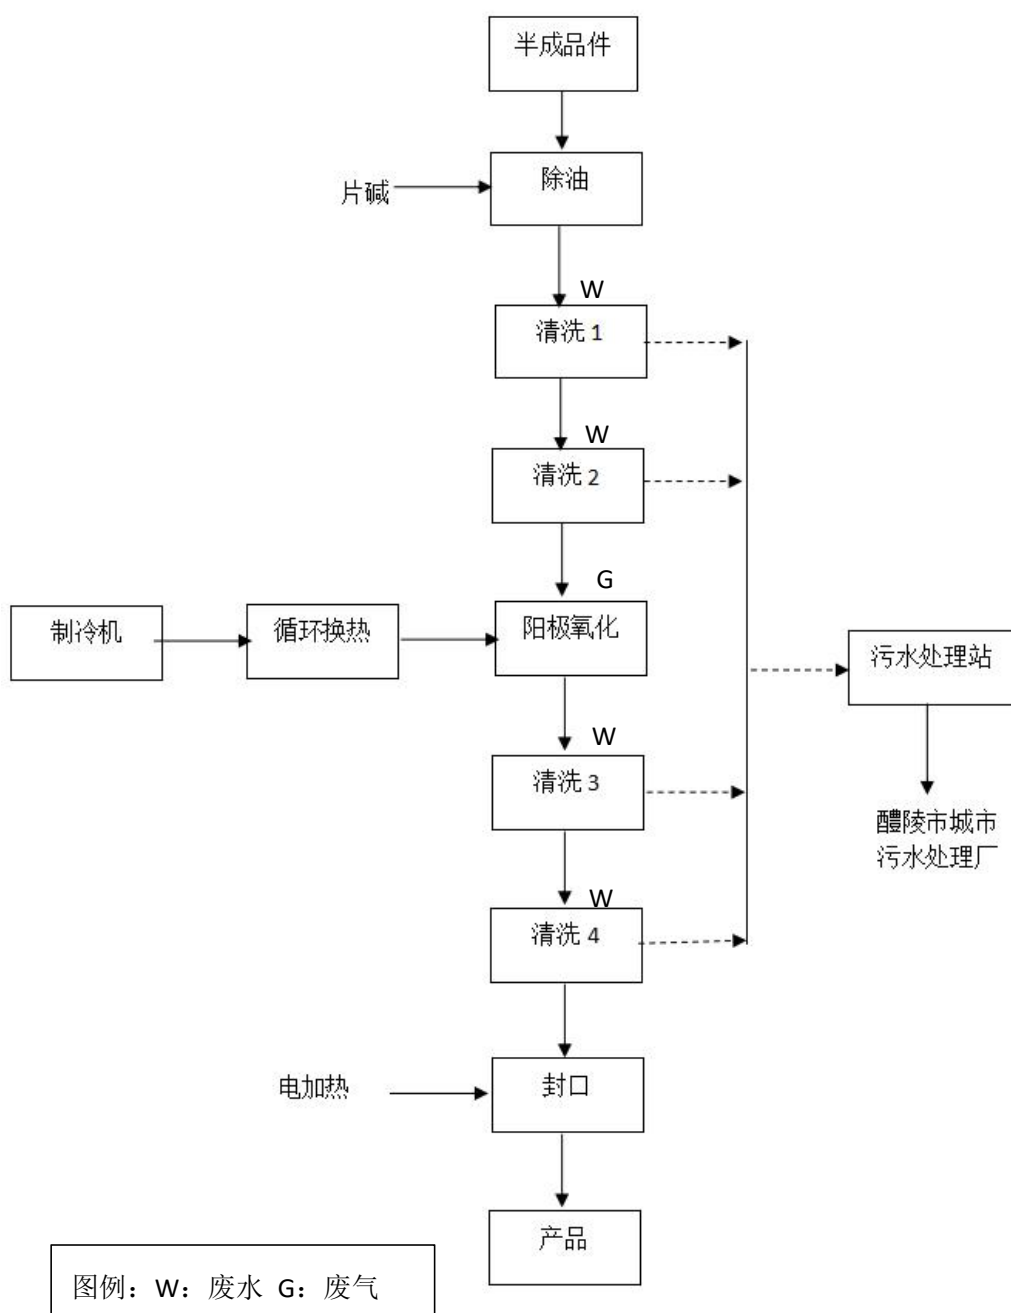 半成品件
除油
片碱
W
清洗1
W
清洗2
G
制冷机
循环换热
阳极氧化
污水处理站
W
清洗3
醴陵市城市
污水处理厂
W
清洗4
电加热
封口
产品
图例：W：废水 G：废气